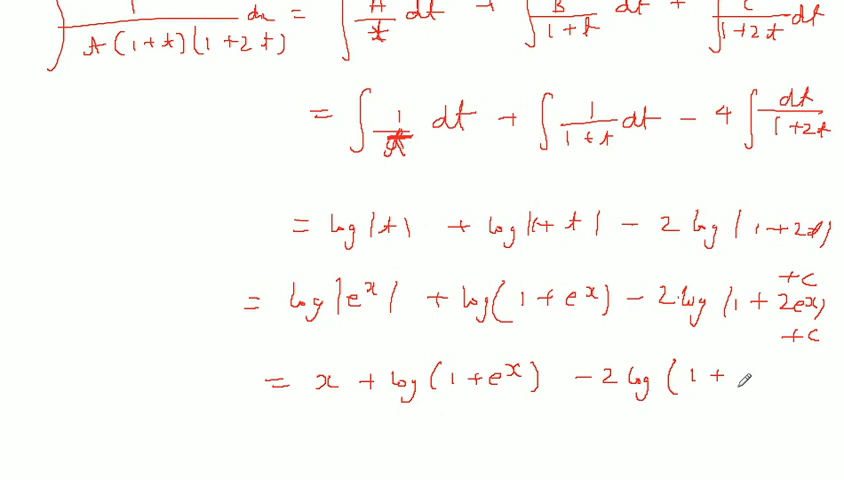 ∫ 1/(t(1+t)(1+2t)) dx = ∫ A/t dt + ∫ B/(1+t) dt + ∫ C/(1+2t) dt
= ∫ 1/t dt + ∫ 1/(1+t) dt − 4 ∫ dt/(1+2t)
= log|t| + log|1+t| − 2 log|1+2t| + c
= log|e^x| + log(1+e^x) − 2 log|1+2e^x| + c
= x + log(1+e^x) − 2 log(1+